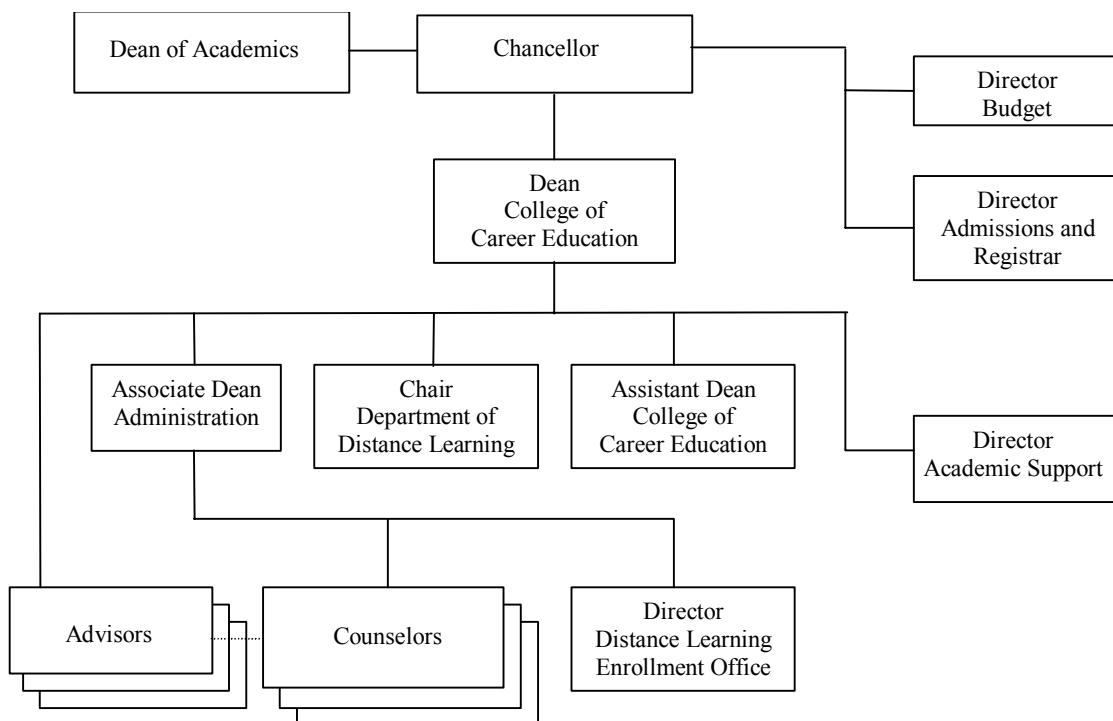 Dean of Academics
Chancellor
Director
Budget
Dean
College of
Career Education
Director
Admissions and
Registrar
Associate Dean
Administration
Chair
Department of
Distance Learning
Assistant Dean
College of
Career Education
Director
Academic Support
Advisors
Counselors
Director
Distance Learning
Enrollment Office